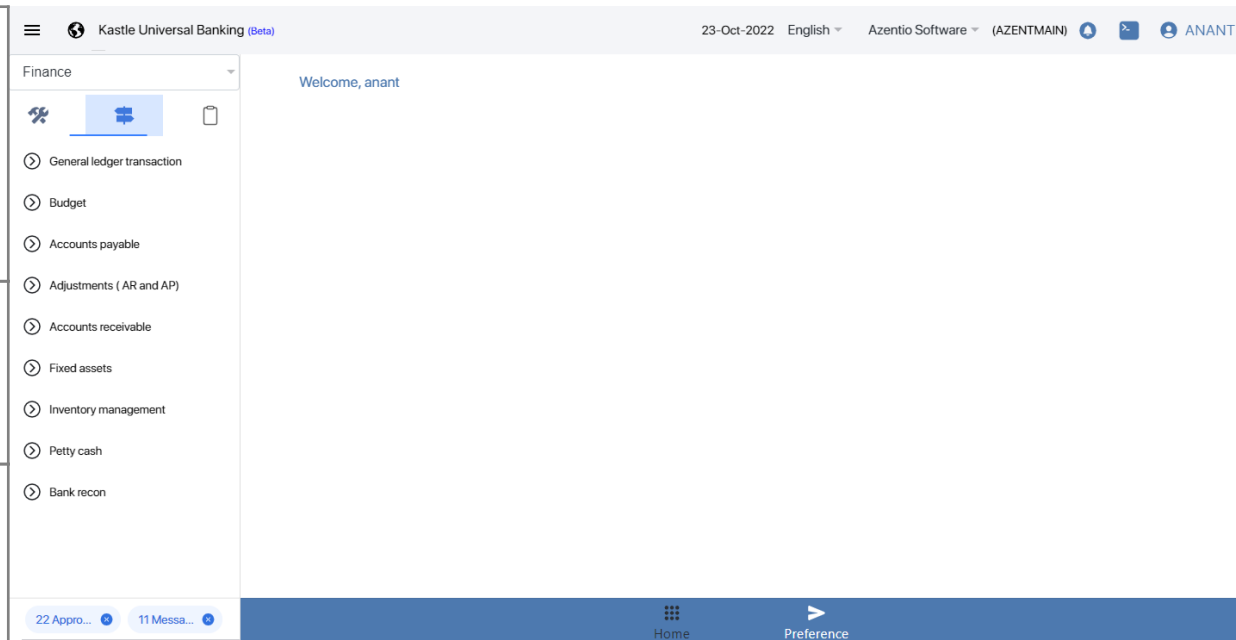 Kastle Universal Banking (Beta)
23-Oct-2022 English Azentio Software (AZENTMAIN) ANANT
Finance
Welcome, anant
General ledger transaction
Budget
Accounts payable
Adjustments ( AR and AP)
Accounts receivable
Fixed assets
Inventory management
Petty cash
Bank recon
22 Appro... 11 Messa...
Home Preference